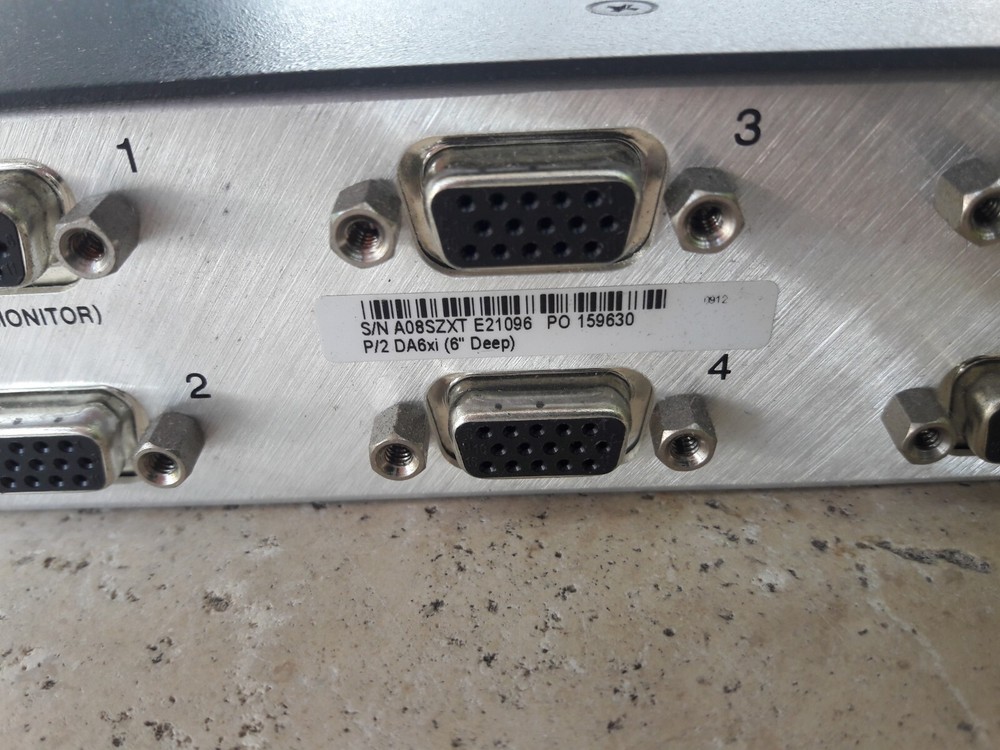 1
3
MONITOR)
0912
S/N A08SZXT E21096 PO 159630
P/2 DA6xi (6" Deep)
2
4